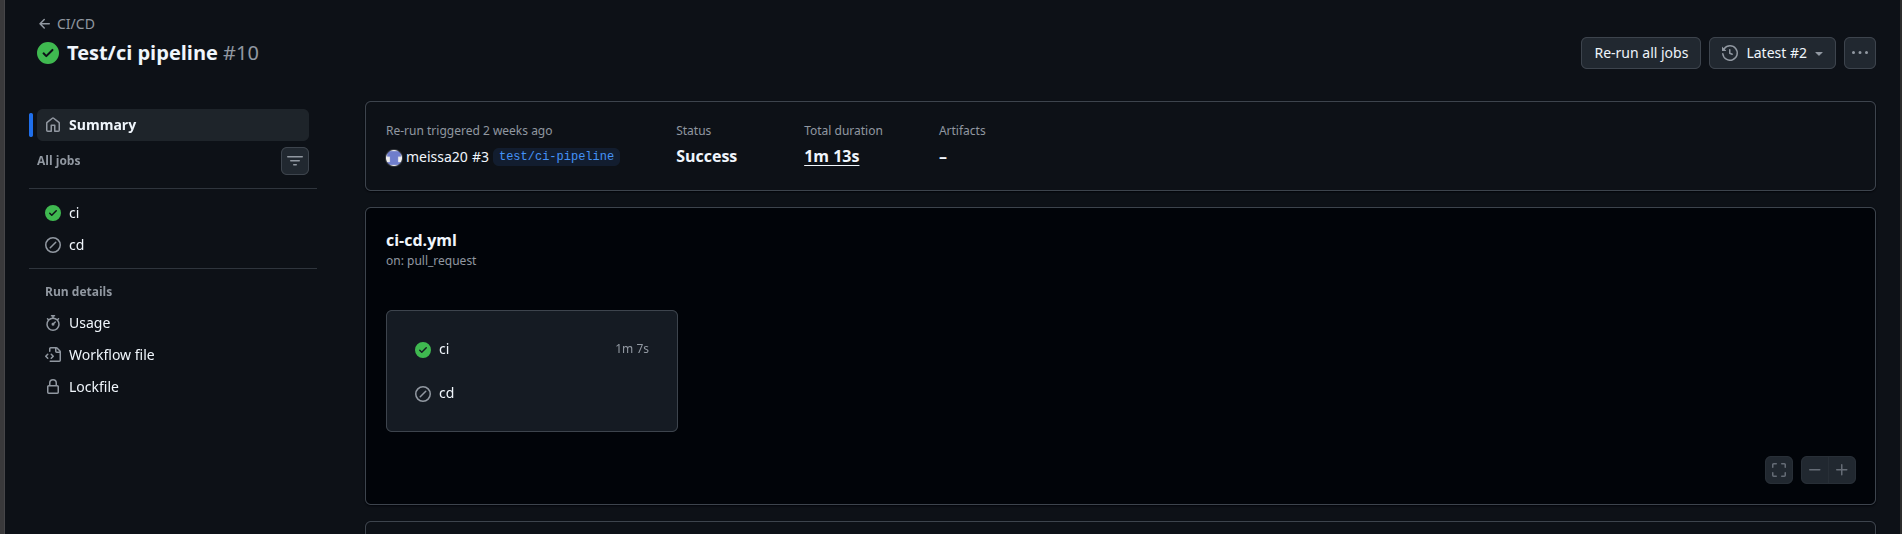 CI/CD
Test/ci pipeline #10
Re-run all jobs
Latest #2
Summary
All jobs
ci
cd
Run details
Usage
Workflow file
Lockfile
Re-run triggered 2 weeks ago
meissa20 #3 test/ci-pipeline
Status
Success
Total duration
1m 13s
Artifacts
–
ci-cd.yml
on: pull_request
ci 1m 7s
cd